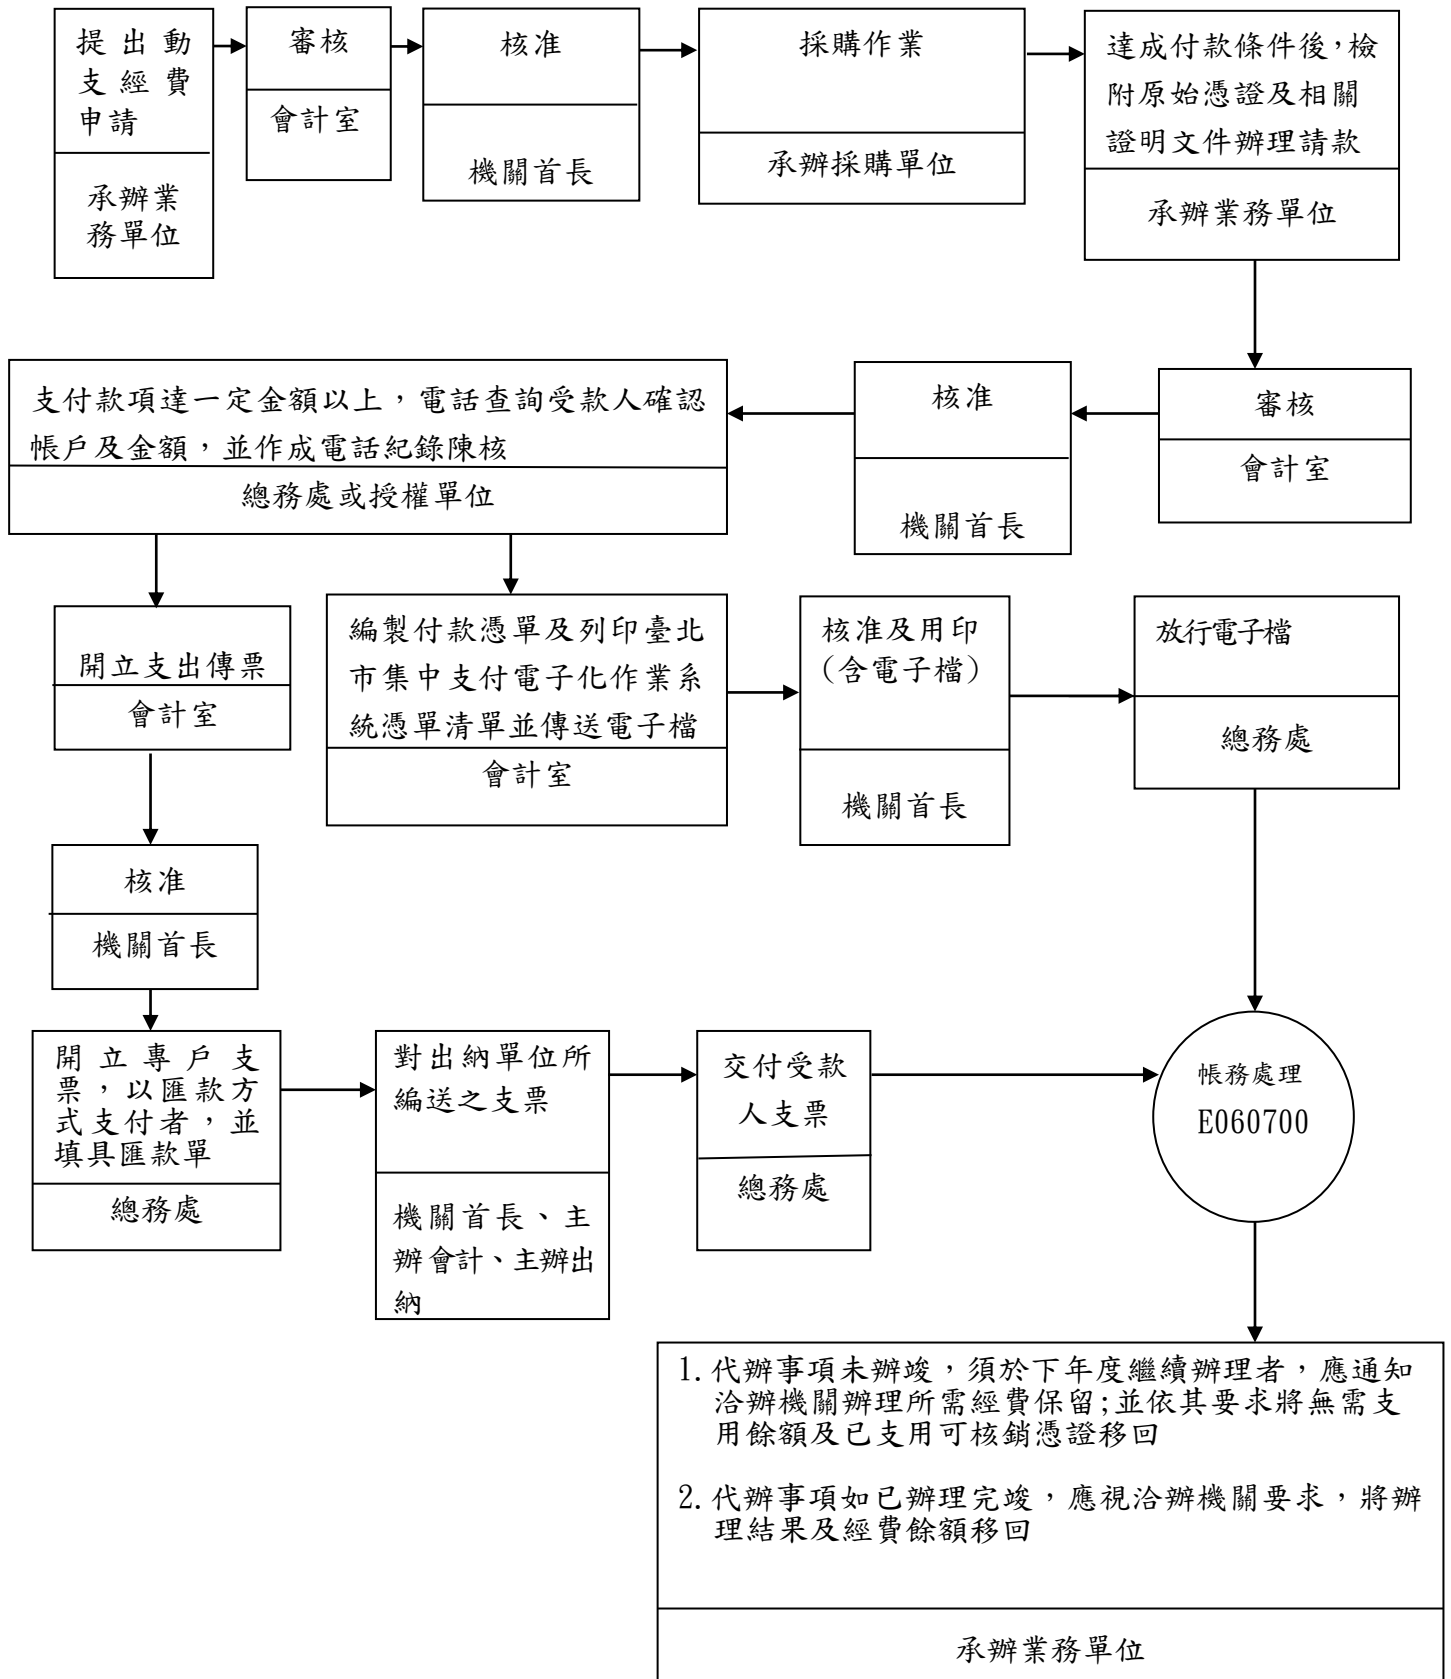 提出動
支經費
申請
承辦業
務單位
審核
會計室
核准
機關首長
採購作業
承辦採購單位
達成付款條件後，檢
附原始憑證及相關
證明文件辦理請款
承辦業務單位
審核
會計室
核准
機關首長
支付款項達一定金額以上，電話查詢受款人確認
帳戶及金額，並作成電話紀錄陳核
總務處或授權單位
開立支出傳票
會計室
編製付款憑單及列印臺北
市集中支付電子化作業系
統憑單清單並傳送電子檔
會計室
核准及用印
(含電子檔)
機關首長
放行電子檔
總務處
核准
機關首長
開立專戶支
票，以匯款方
式支付者，並
填具匯款單
總務處
對出納單位所
編送之支票
機關首長、主
辦會計、主辦出
納
交付受款
人支票
總務處
帳務處理
E060700
1.代辦事項未辦竣，須於下年度繼續辦理者，應通知
洽辦機關辦理所需經費保留;並依其要求將無需支
用餘額及已支用可核銷憑證移回
2.代辦事項如已辦理完竣，應視洽辦機關要求，將辦
理結果及經費餘額移回
承辦業務單位